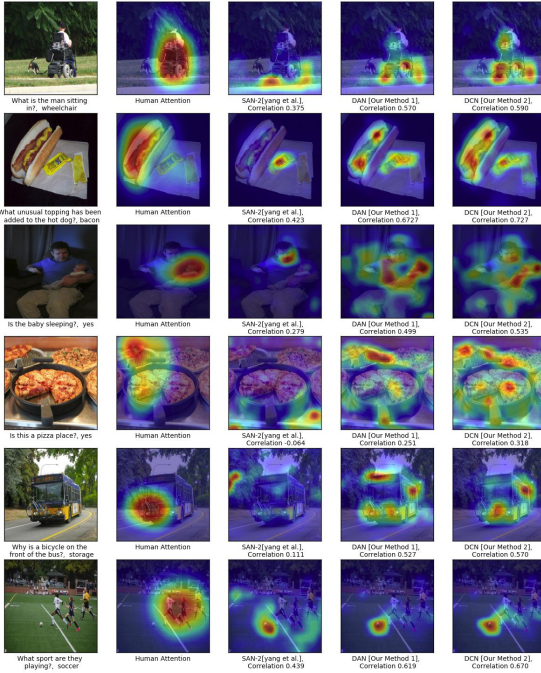 What is the man sitting
in?,  wheelchair
Human Attention
SAN-2[yang et al.],
Correlation 0.375
DAN [Our Method 1],
Correlation 0.570
DCN [Our Method 2],
Correlation 0.590
What unusual topping has been
added to the hot dog?, bacon
Human Attention
SAN-2[yang et al.],
Correlation 0.423
DAN [Our Method 1],
Correlation 0.6727
DCN [Our Method 2],
Correlation 0.727
Is the baby sleeping?,  yes
Human Attention
SAN-2[yang et al.],
Correlation 0.279
DAN [Our Method 1],
Correlation 0.499
DCN [Our Method 2],
Correlation 0.535
Is this a pizza place?, yes
Human Attention
SAN-2[yang et al.],
Correlation -0.064
DAN [Our Method 1],
Correlation 0.251
DCN [Our Method 2],
Correlation 0.318
Why is a bicycle on the
front of the bus?,  storage
Human Attention
SAN-2[yang et al.],
Correlation 0.111
DAN [Our Method 1],
Correlation 0.527
DCN [Our Method 2],
Correlation 0.570
What sport are they
playing?,  soccer
Human Attention
SAN-2[yang et al.],
Correlation 0.439
DAN [Our Method 1],
Correlation 0.619
DCN [Our Method 2],
Correlation 0.670